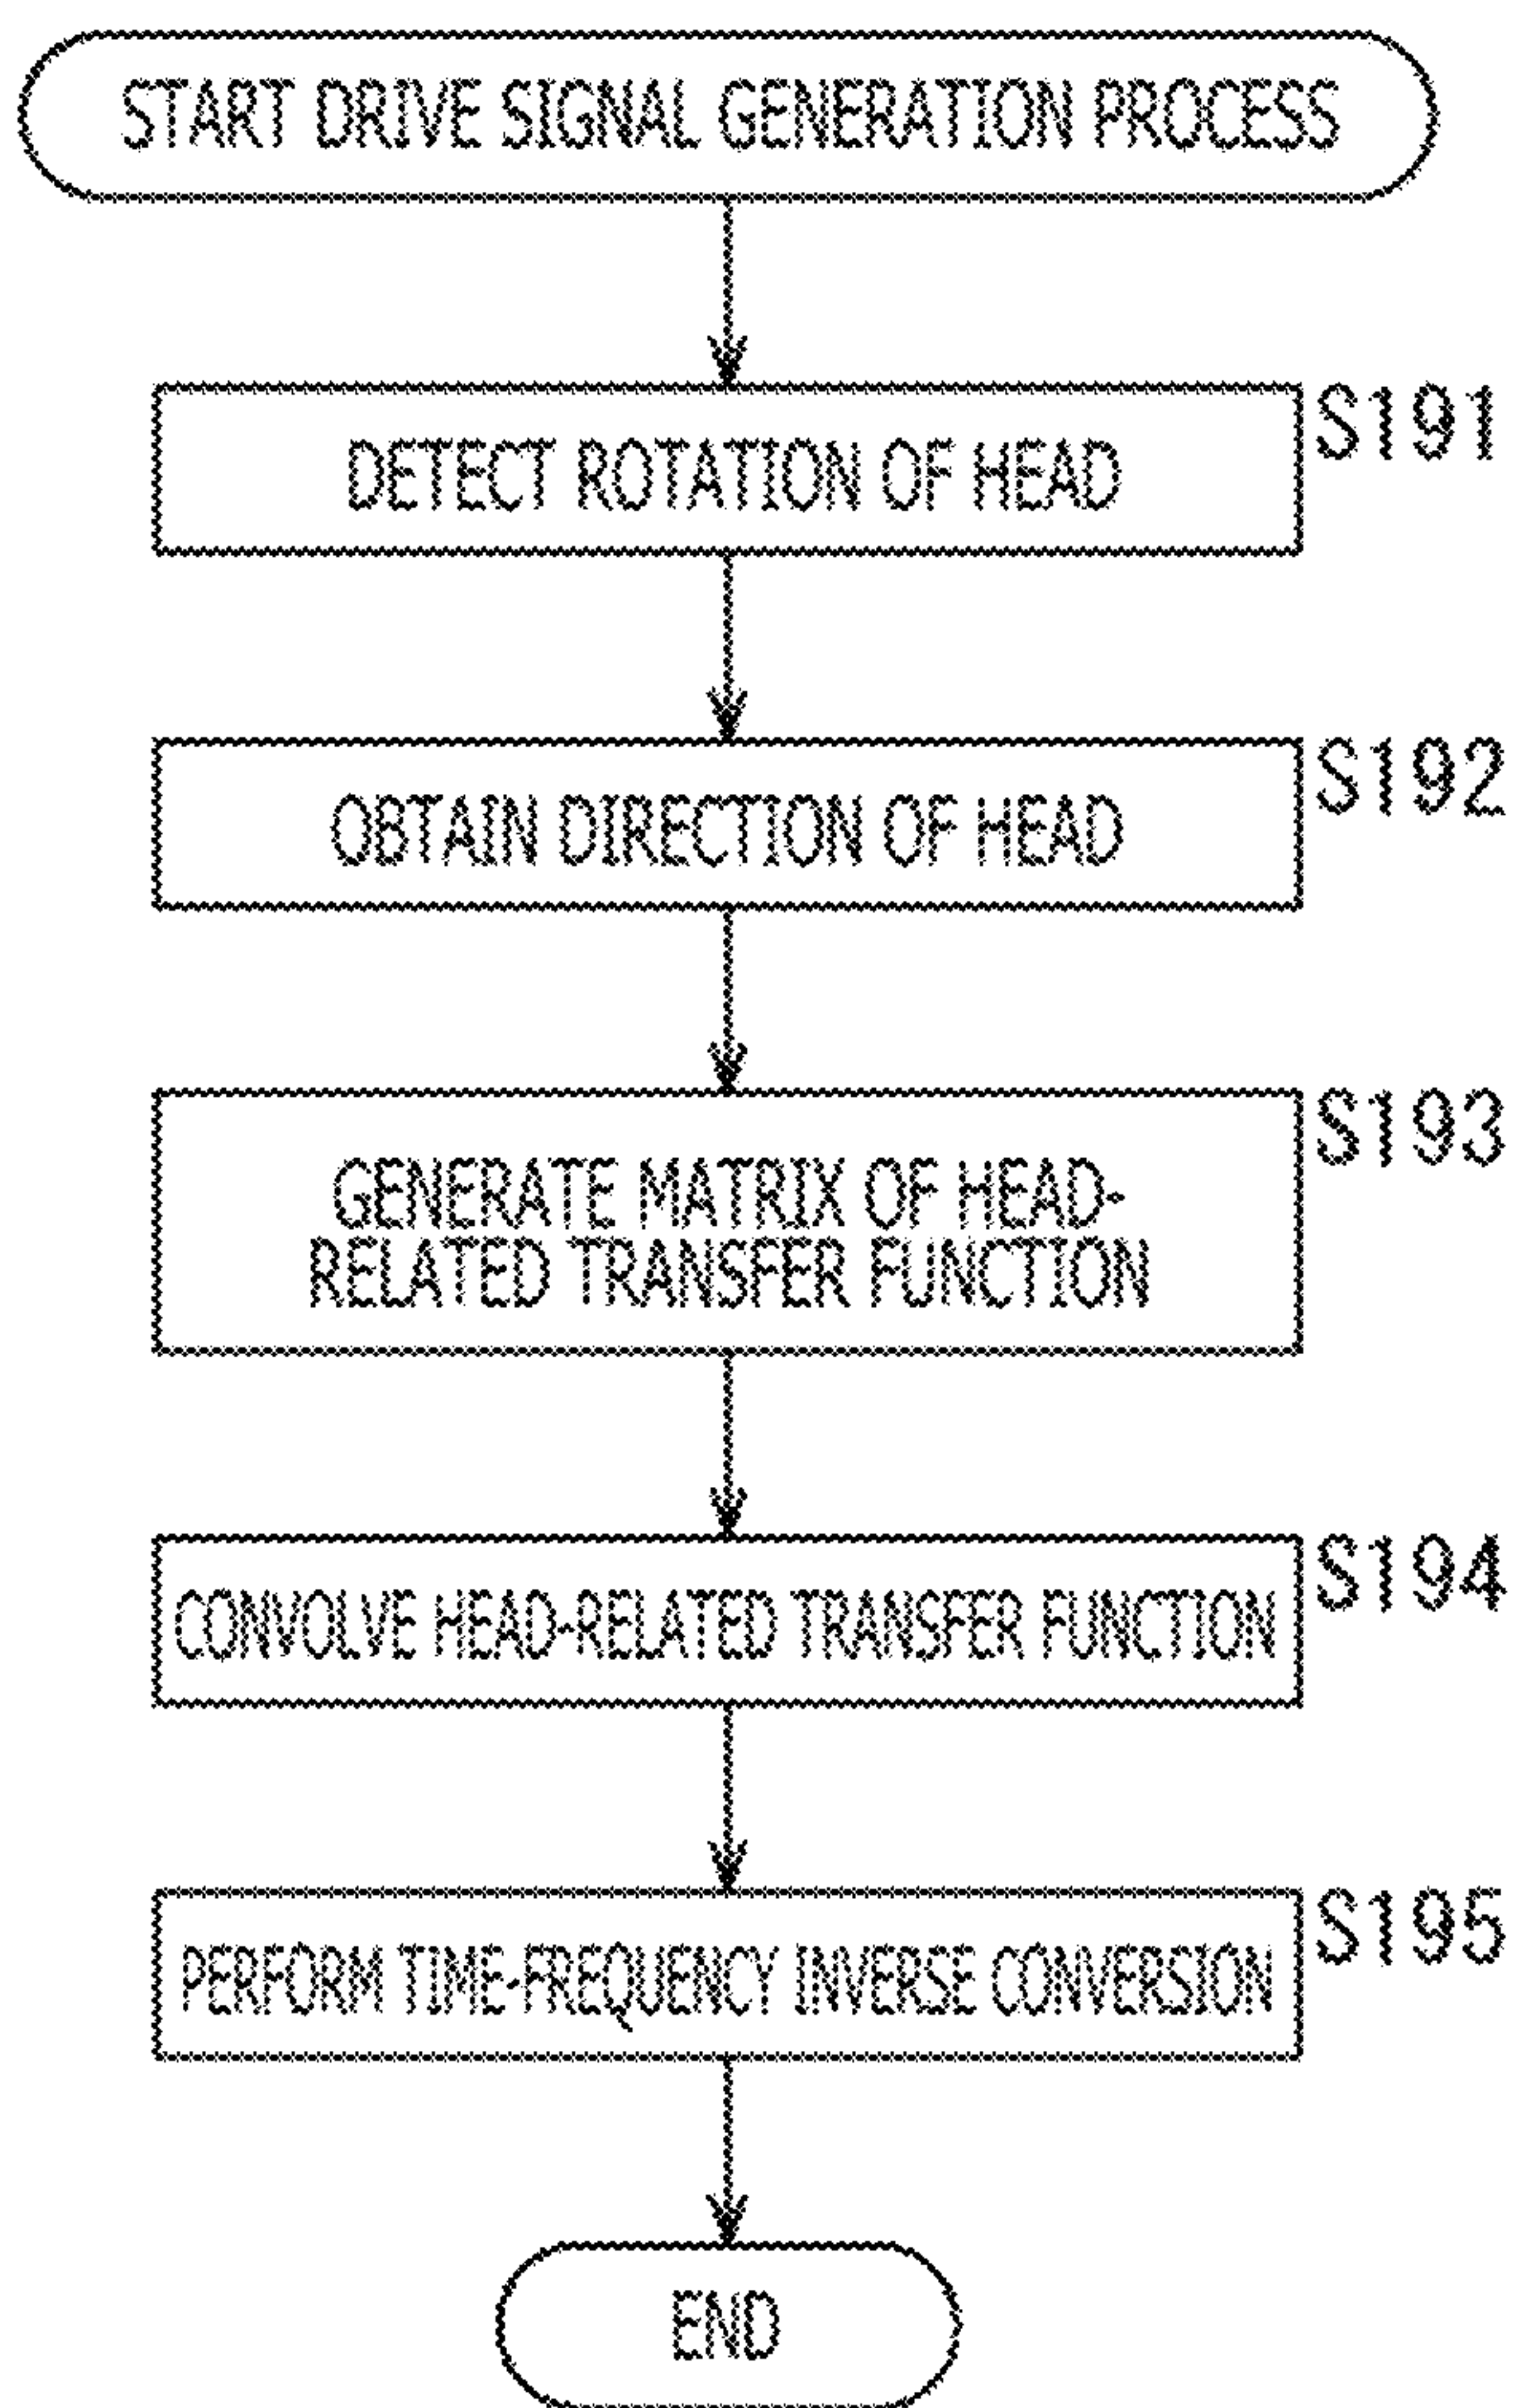 START DRIVE SIGNAL GENERATION PROCESS
DETECT ROTATION OF HEAD
S191
OBTAIN DIRECTION OF HEAD
S192
GENERATE MATRIX OF HEAD-
RELATED TRANSFER FUNCTION
S193
CONVOLVE HEAD-RELATED TRANSFER FUNCTION
S194
PERFORM TIME-FREQUENCY INVERSE CONVERSION
S195
END